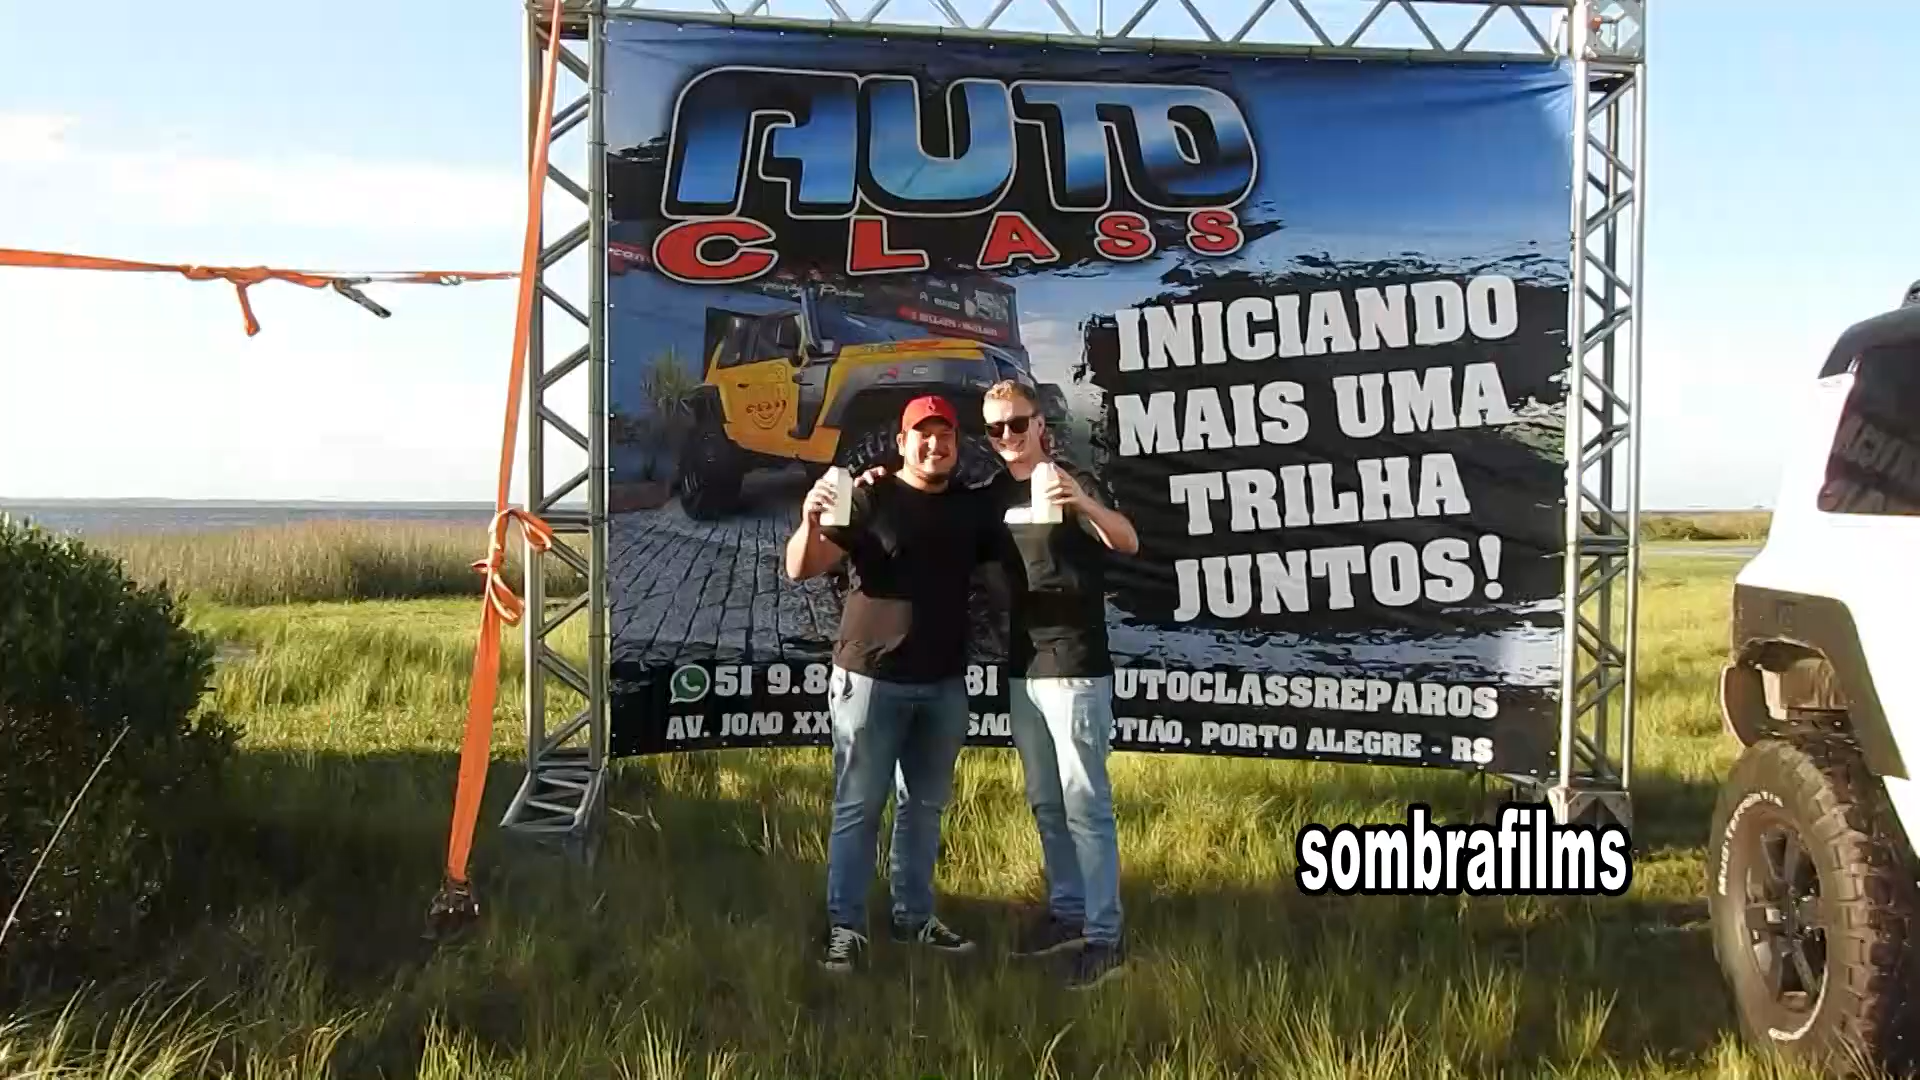 AUTO
CLASS
INICIANDO
MAIS UMA
TRILHA
JUNTOS!
51 9.8 81 UTOCLASSREPAROS
AV. JOAO XX SAO STIÃO, PORTO ALEGRE - RS
sombrafilms